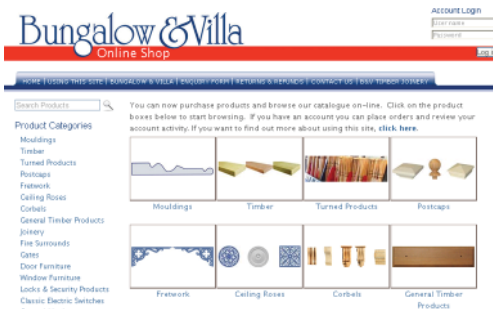 Bungalow & Villa
Online Shop
Account Login
Username
Password
Log
HOME | USING THIS SITE | BUNGALOW & VILLA | ENQUIRY FORM | RETURNS & REFUNDS | CONTACT US | B&V TIMBER JOINERY
Search Products
Product Categories
Mouldings
Timber
Turned Products
Postcaps
Fretwork
Ceiling Roses
Corbels
General Timber Products
Joinery
Fire Surrounds
Gates
Door Furniture
Window Furniture
Locks & Security Products
Classic Electric Switches
You can now purchase products and browse our catalogue on-line. Click on the product
boxes below to start browsing. If you have an account you can place orders and review your
account activity. If you want to find out more about using this site, click here.
Mouldings
Timber
Turned Products
Postcaps
Fretwork
Ceiling Roses
Corbels
General Timber
Products